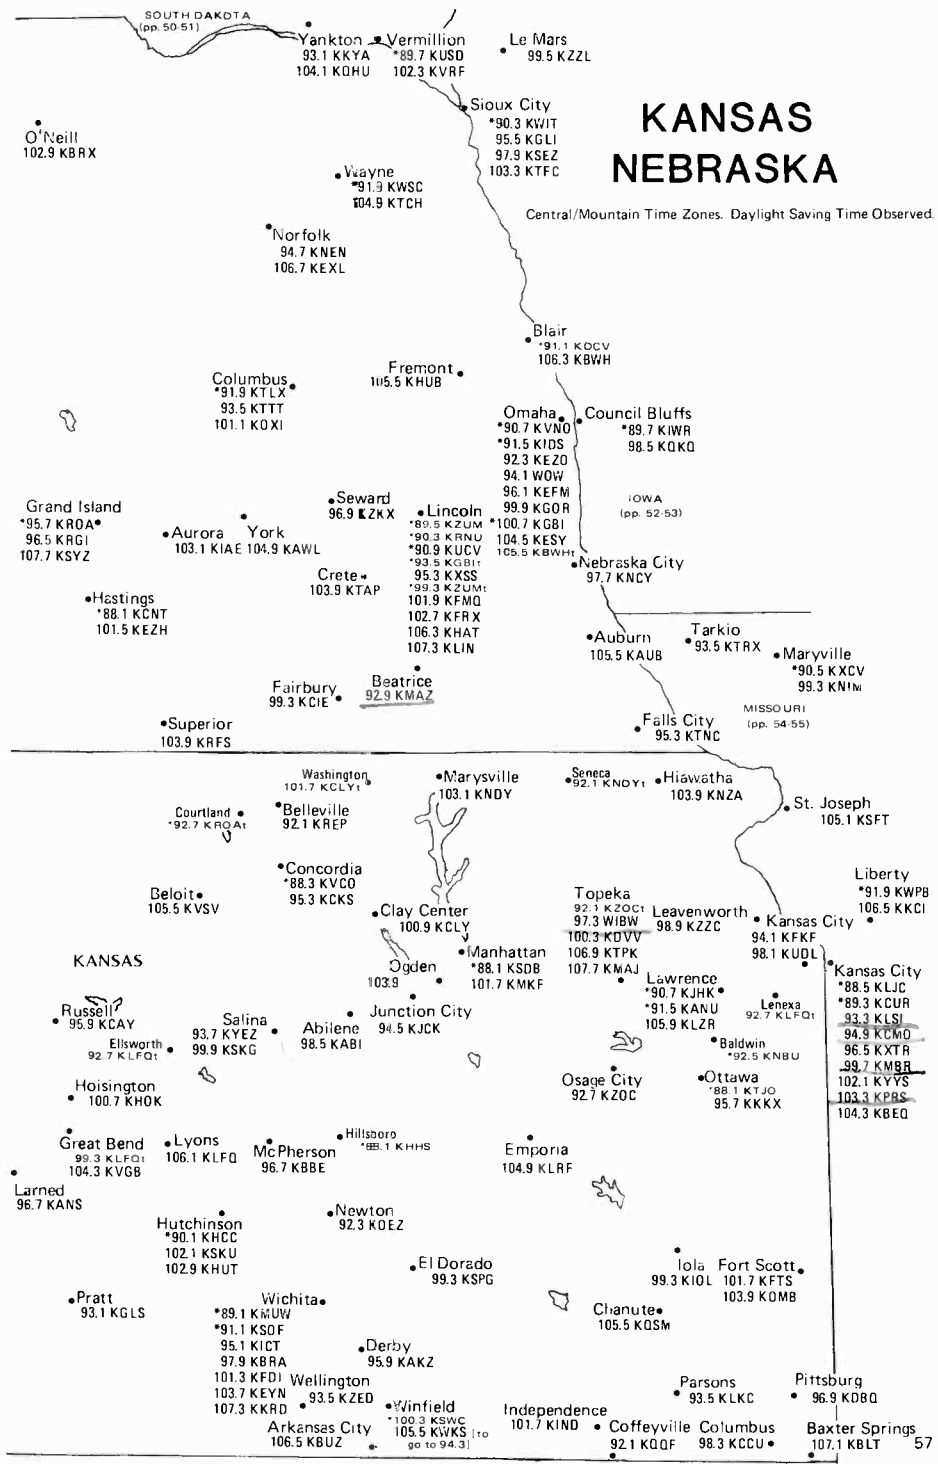 SOUTH DAKOTA
(pp. 50-51)
Yankton
93.1 KKYA
104.1 KQHU
Vermillion
*89.7 KUSD
102.3 KVRF
Le Mars
99.5 KZZL
Sioux City
*90.3 KWIT
95.5 KGLI
97.9 KSEZ
103.3 KTFC
KANSAS
NEBRASKA
Central/Mountain Time Zones. Daylight Saving Time Observed.
O'Neill
102.9 KBRX
Wayne
*91.9 KWSC
104.9 KTCH
Norfolk
94.7 KNEN
106.7 KEXL
Blair
*91.1 KDCV
106.3 KBWH
Fremont
105.5 KHUB
Columbus
*91.9 KTLX
93.5 KTTT
101.1 KQXI
Omaha
*90.7 KVNO
*91.5 KIOS
92.3 KEZO
94.1 WOW
96.1 KEFM
99.9 KGOR
*100.7 KGBI
104.5 KESY
105.5 KBWHt
Council Bluffs
*89.7 KIWR
98.5 KQKQ
IOWA
(pp. 52-53)
Grand Island
*95.7 KROA
96.5 KRGI
107.7 KSYZ
Aurora
103.1 KIAE
York
104.9 KAWL
Seward
96.9 KZKX
Lincoln
*89.5 KZUM
*90.3 KRNU
*90.9 KUCV
*93.5 KGBIt
95.3 KXSS
*99.3 KZUMt
101.9 KFMQ
102.7 KFRX
106.3 KHAT
107.3 KLIN
Crete
103.9 KTAP
Nebraska City
97.7 KNCY
Hastings
*88.1 KCNT
101.5 KEZH
Auburn
105.5 KAUB
Tarkio
93.5 KTRX
Maryville
*90.5 KXCV
99.3 KNIM
Fairbury
99.3 KCIE
Beatrice
92.9 KMAZ
MISSOURI
(pp. 54-55)
Superior
103.9 KRFS
Falls City
95.3 KTNC
Washington
101.7 KCLYt
Marysville
103.1 KNDY
Seneca
92.1 KNDYt
Hiawatha
103.9 KNZA
St. Joseph
105.1 KSFT
Courtland
*92.7 KROAt
Belleville
92.1 KREP
Concordia
*88.3 KVCO
95.3 KCKS
Beloit
105.5 KVSV
Clay Center
100.9 KCLY
Topeka
92.1 KZOCt
97.3 WIBW
100.3 KDVV
106.9 KTPK
107.7 KMAJ
Leavenworth
98.9 KZZC
Kansas City
94.1 KFKF
98.1 KUDL
Liberty
*91.9 KWPB
106.5 KKCI
KANSAS
Ogden
103.9
Manhattan
*88.1 KSDB
101.7 KMKF
Lawrence
*90.7 KJHK
*91.5 KANU
105.9 KLZR
Lenexa
92.7 KLFQt
Kansas City
*88.5 KLJC
*89.3 KCUR
93.3 KLSI
94.9 KCMO
96.5 KXTR
99.7 KMBR
102.1 KYYS
103.3 KPRS
104.3 KBEQ
Russell
95.9 KCAY
Ellsworth
92.7 KLFQt
Salina
93.7 KYEZ
99.9 KSKG
Abilene
98.5 KABI
Junction City
94.5 KJCK
Baldwin
*92.5 KNBU
Hoisington
100.7 KHOK
Osage City
92.7 KZOC
Ottawa
*88.1 KTJO
95.7 KKKX
Great Bend
99.3 KLFQt
104.3 KVGB
Lyons
106.1 KLFQ
McPherson
96.7 KBBE
Hillsboro
*88.1 KHHS
Emporia
104.9 KLRF
Larned
96.7 KANS
Hutchinson
*90.1 KHCC
102.1 KSKU
102.9 KHUT
Newton
92.3 KOEZ
El Dorado
99.3 KSPG
Iola
99.3 KIOL
Fort Scott
101.7 KFTS
103.9 KOMB
Pratt
93.1 KGLS
Wichita
*89.1 KMUW
*91.1 KSOF
95.1 KICT
97.9 KBRA
101.3 KFDI
103.7 KEYN
107.3 KKRD
Chanute
105.5 KQSM
Derby
95.9 KAKZ
Wellington
93.5 KZED
Parsons
93.5 KLKC
Pittsburg
96.9 KDBQ
Arkansas City
106.5 KBUZ
Winfield
*100.3 KSWC
105.5 KWKS [to
go to 94.3]
Independence
101.7 KIND
Coffeyville
92.1 KQQF
Columbus
98.3 KCCU
Baxter Springs
107.1 KBLT
57